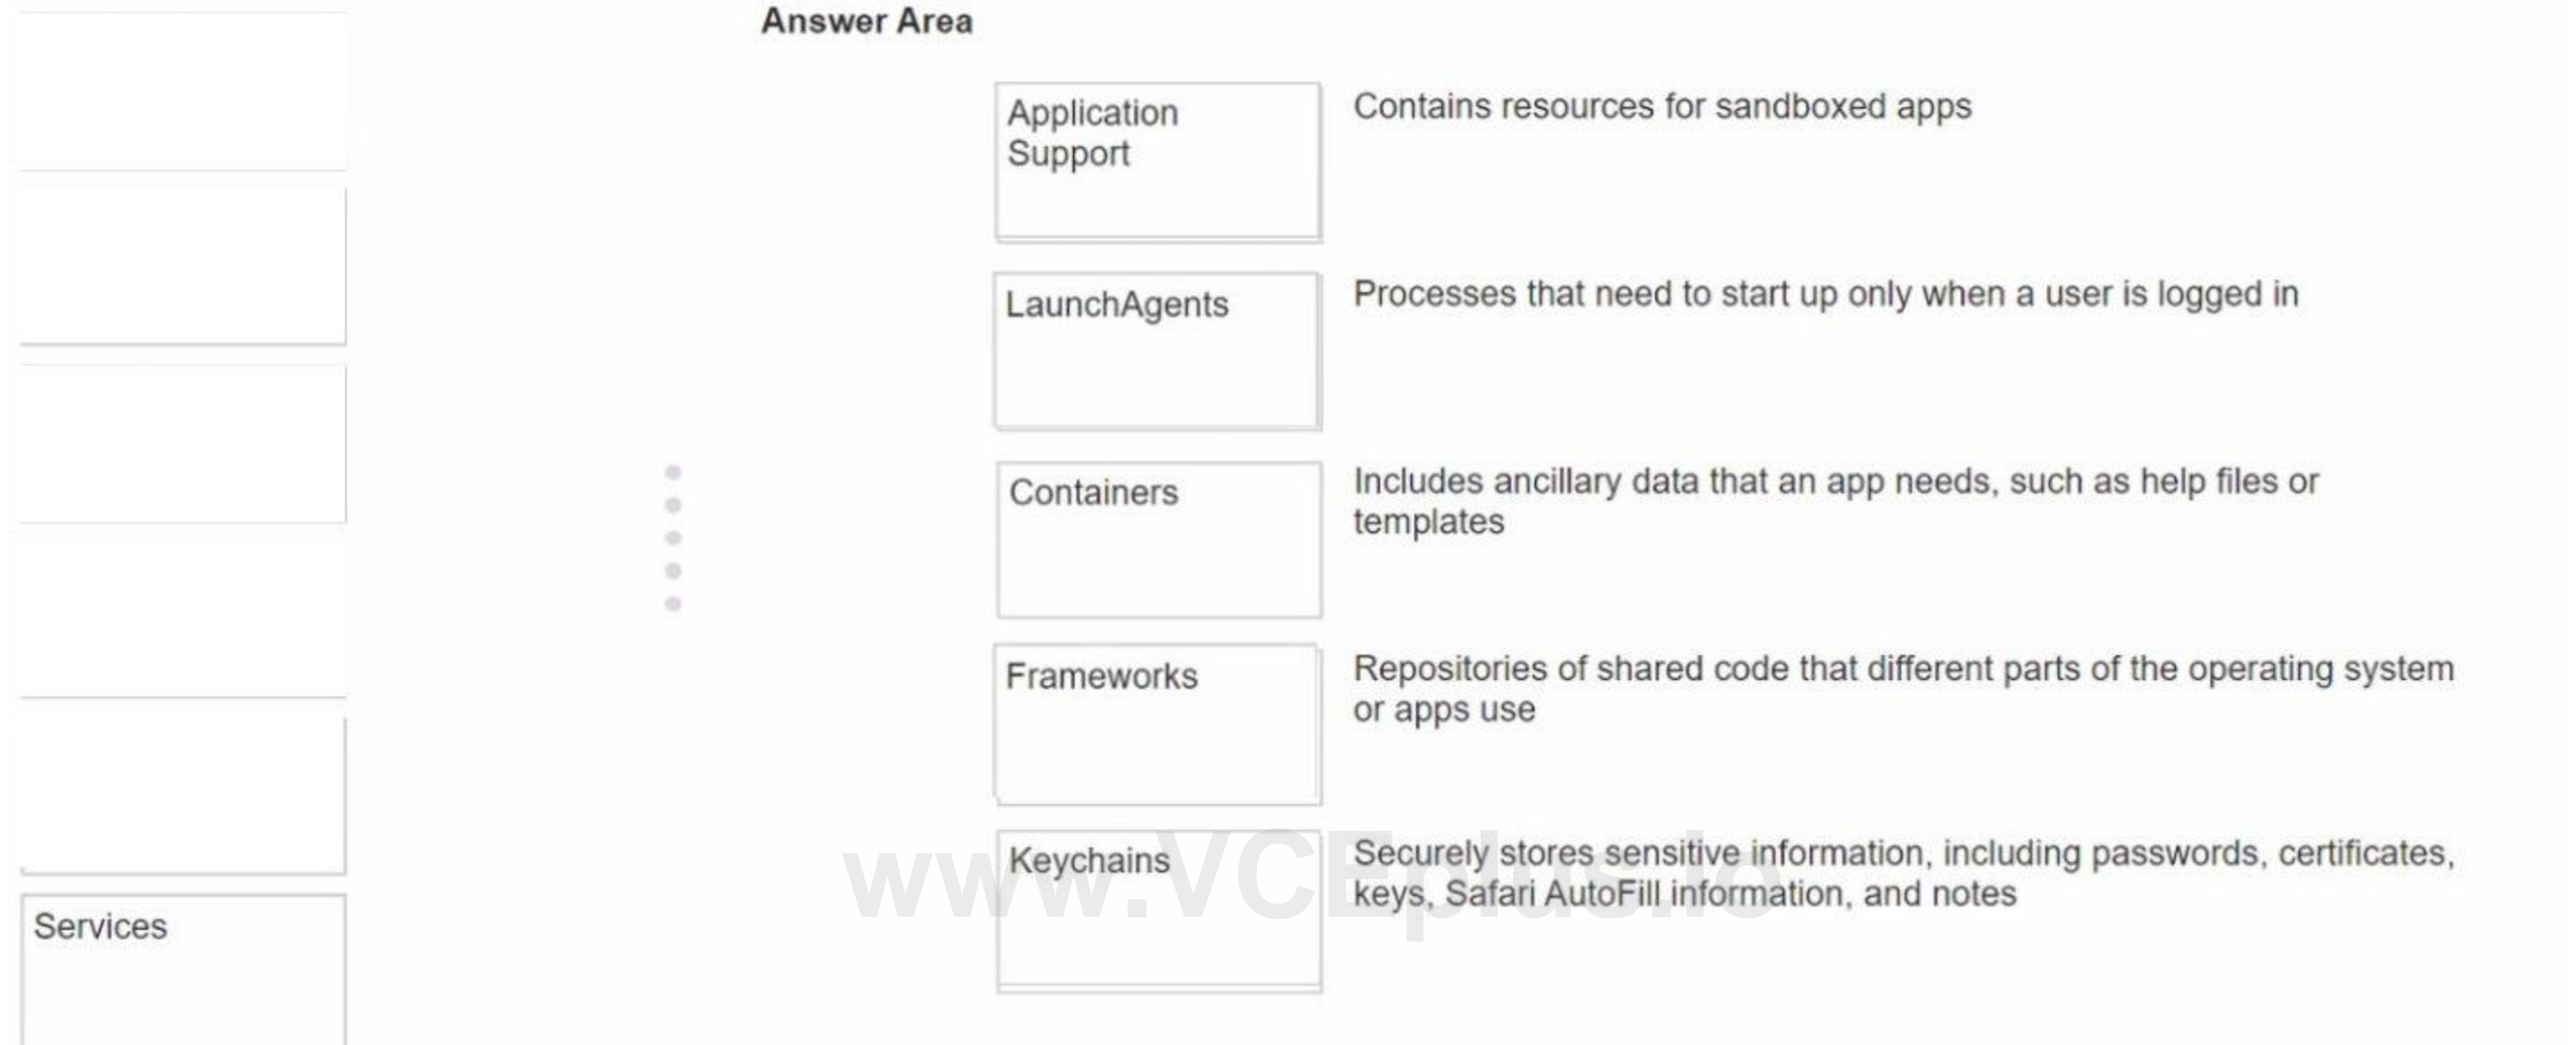 Answer Area
Application
Support
Contains resources for sandboxed apps
LaunchAgents
Processes that need to start up only when a user is logged in
Containers
Includes ancillary data that an app needs, such as help files or
templates
Frameworks
Repositories of shared code that different parts of the operating system
or apps use
Keychains
Securely stores sensitive information, including passwords, certificates,
keys, Safari AutoFill information, and notes
www.VCEplus.io
Services